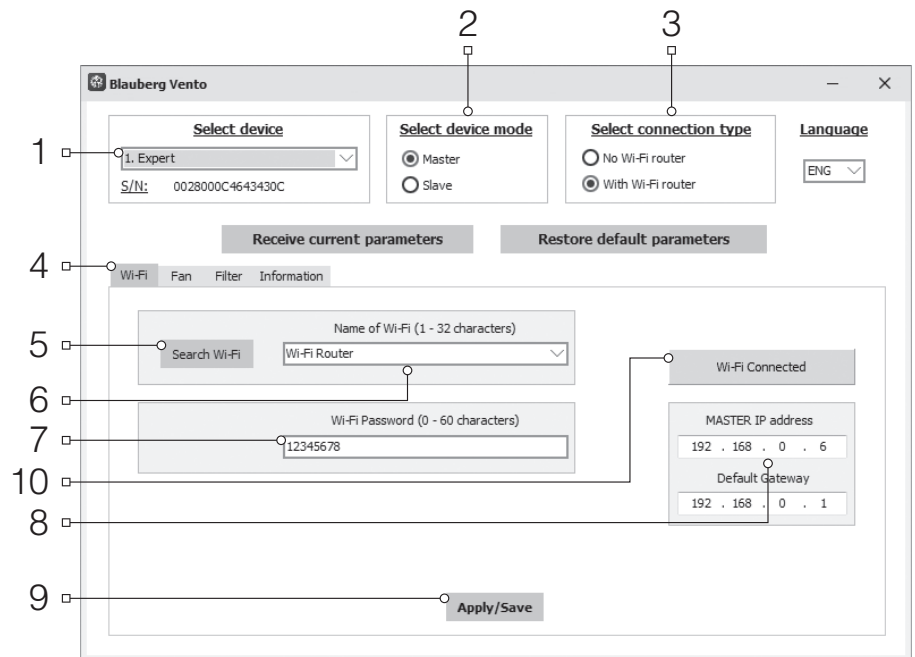 2 3
Blauberg Vento
Select device Select device mode Select connection type Language
1 1. Expert Master No Wi-Fi router ENG
S/N: 0028000C4643430C Slave With Wi-Fi router
Receive current parameters Restore default parameters
4 Wi-Fi Fan Filter Information
Name of Wi-Fi (1 - 32 characters)
5 Search Wi-Fi Wi-Fi Router Wi-Fi Connected
6
Wi-Fi Password (0 - 60 characters) MASTER IP address
7 12345678 192 . 168 . 0 . 6
10 Default Gateway
8 192 . 168 . 0 . 1
9 Apply/Save